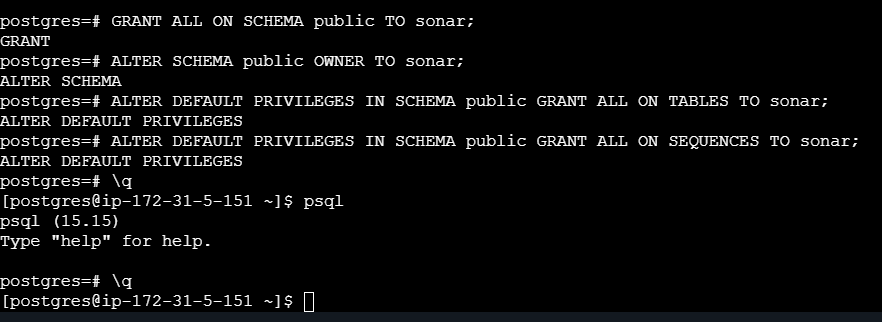 postgres=# GRANT ALL ON SCHEMA public TO sonar;
GRANT
postgres=# ALTER SCHEMA public OWNER TO sonar;
ALTER SCHEMA
postgres=# ALTER DEFAULT PRIVILEGES IN SCHEMA public GRANT ALL ON TABLES TO sonar;
ALTER DEFAULT PRIVILEGES
postgres=# ALTER DEFAULT PRIVILEGES IN SCHEMA public GRANT ALL ON SEQUENCES TO sonar;
ALTER DEFAULT PRIVILEGES
postgres=# \q
[postgres@ip-172-31-5-151 ~]$ psql
psql (15.15)
Type "help" for help.
postgres=# \q
[postgres@ip-172-31-5-151 ~]$